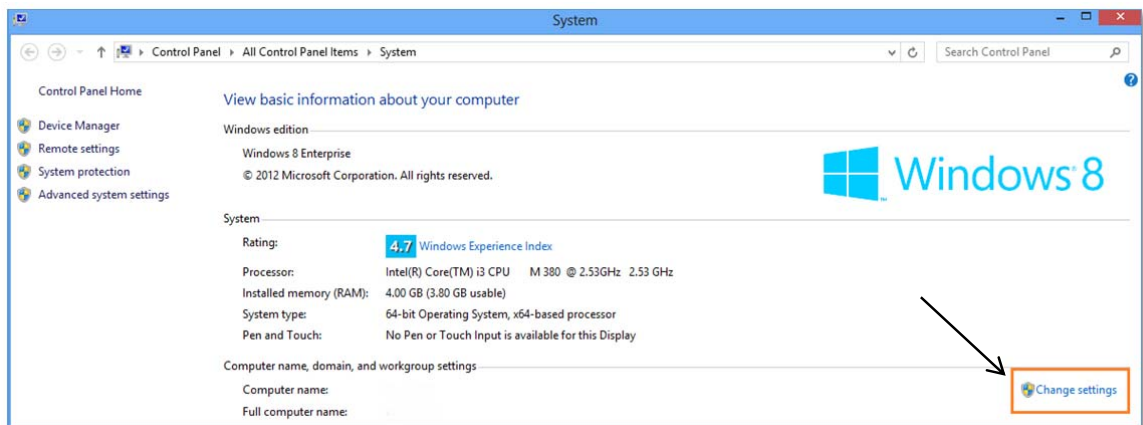 System
Control Panel All Control Panel Items System
Search Control Panel
Control Panel Home
Device Manager
Remote settings
System protection
Advanced system settings
View basic information about your computer
Windows edition
Windows 8 Enterprise
© 2012 Microsoft Corporation. All rights reserved.
Windows 8
System
Rating: 4.7 Windows Experience Index
Processor: Intel(R) Core(TM) i3 CPU M 380 @ 2.53GHz 2.53 GHz
Installed memory (RAM): 4.00 GB (3.80 GB usable)
System type: 64-bit Operating System, x64-based processor
Pen and Touch: No Pen or Touch Input is available for this Display
Computer name, domain, and workgroup settings
Computer name: Change settings
Full computer name: